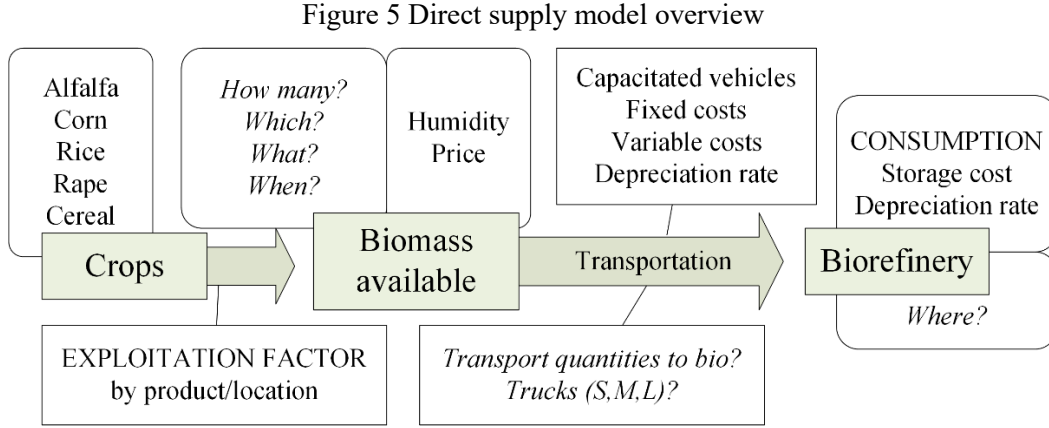 Figure 5 Direct supply model overview
Alfalfa
Corn
Rice
Rape
Cereal
Crops
EXPLOITATION FACTOR
by product/location
How many?
Which?
What?
When?
Humidity
Price
Biomass
available
Capacitated vehicles
Fixed costs
Variable costs
Depreciation rate
Transportation
Transport quantities to bio?
Trucks (S,M,L)?
CONSUMPTION
Storage cost
Depreciation rate
Biorefinery
Where?